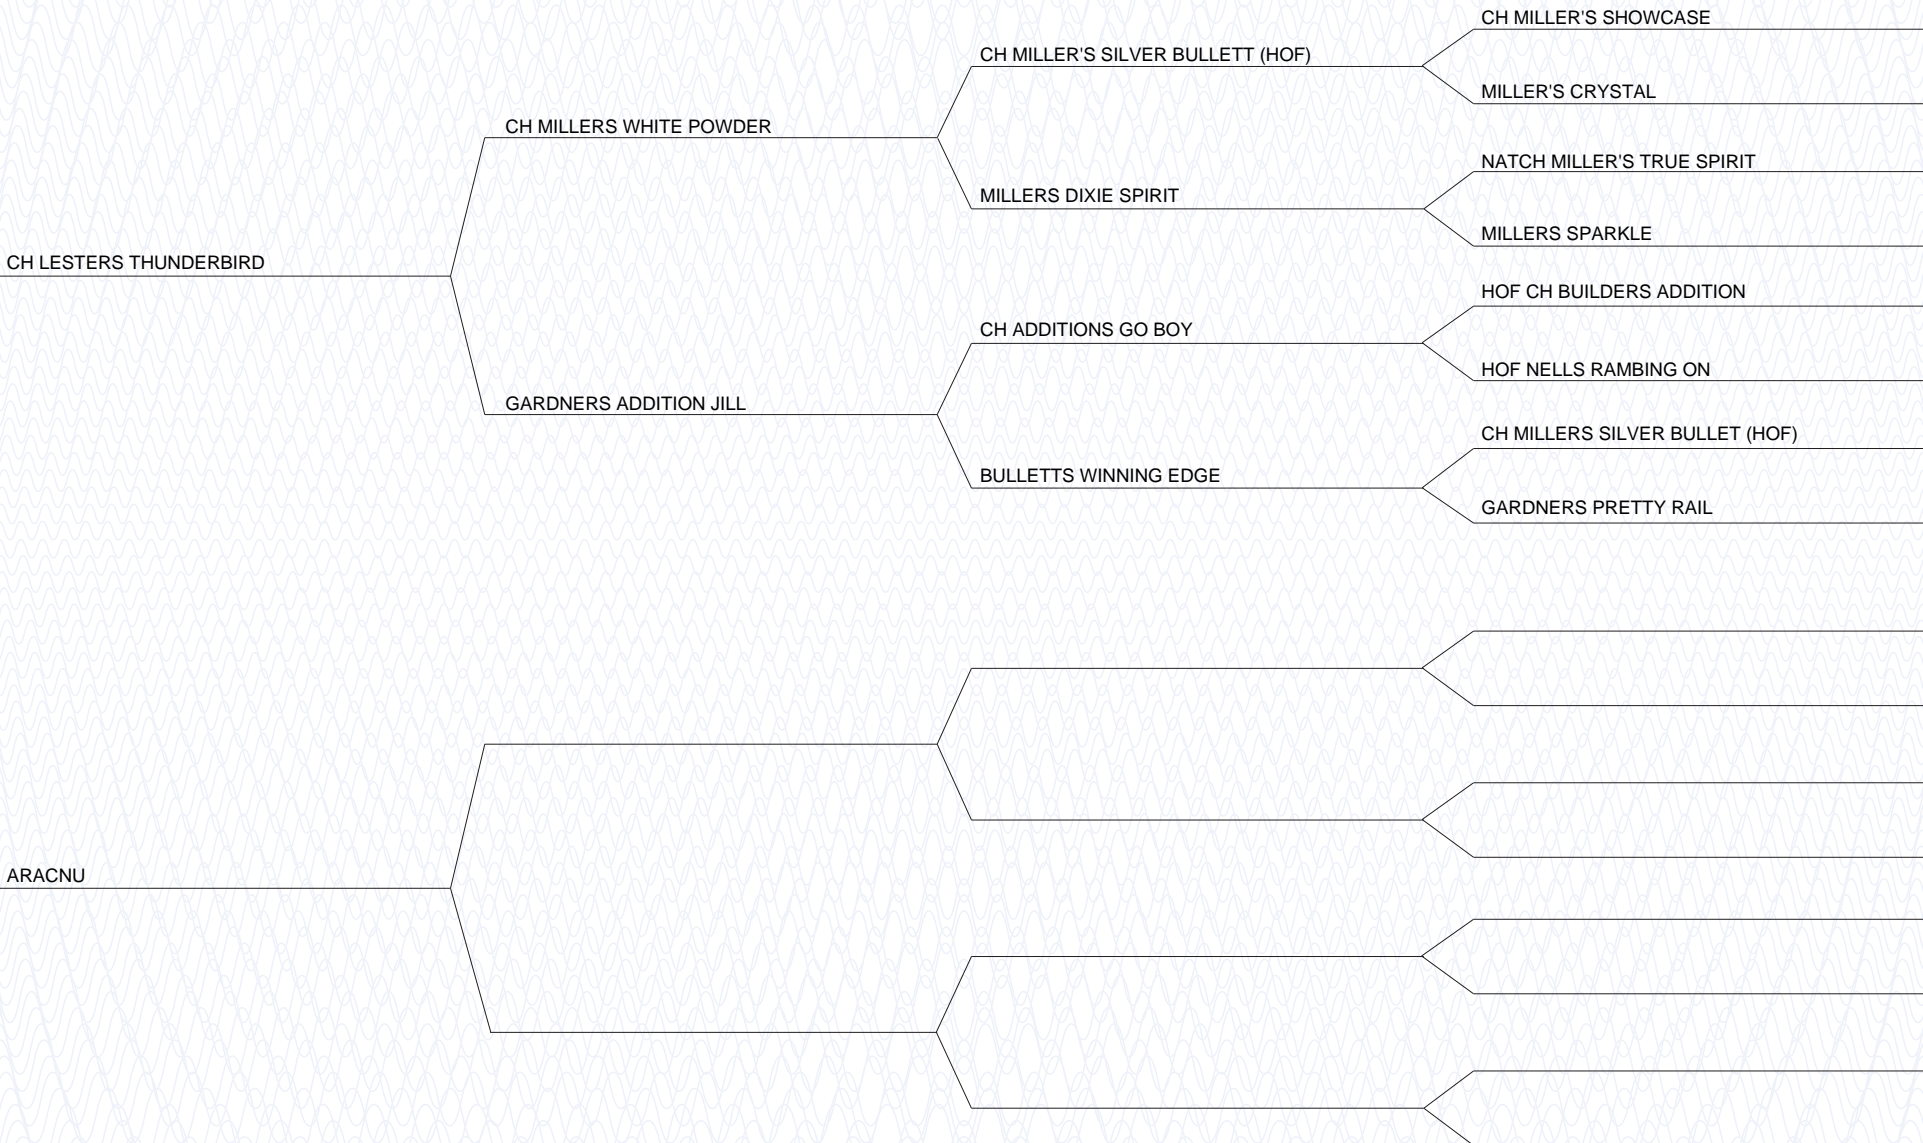 CH MILLER'S SHOWCASE
CH MILLER'S SILVER BULLETT (HOF)
MILLER'S CRYSTAL
CH MILLERS WHITE POWDER
NATCH MILLER'S TRUE SPIRIT
MILLERS DIXIE SPIRIT
MILLERS SPARKLE
CH LESTERS THUNDERBIRD
HOF CH BUILDERS ADDITION
CH ADDITIONS GO BOY
HOF NELLS RAMBING ON
GARDNERS ADDITION JILL
CH MILLERS SILVER BULLET (HOF)
BULLETTS WINNING EDGE
GARDNERS PRETTY RAIL
ARACNU